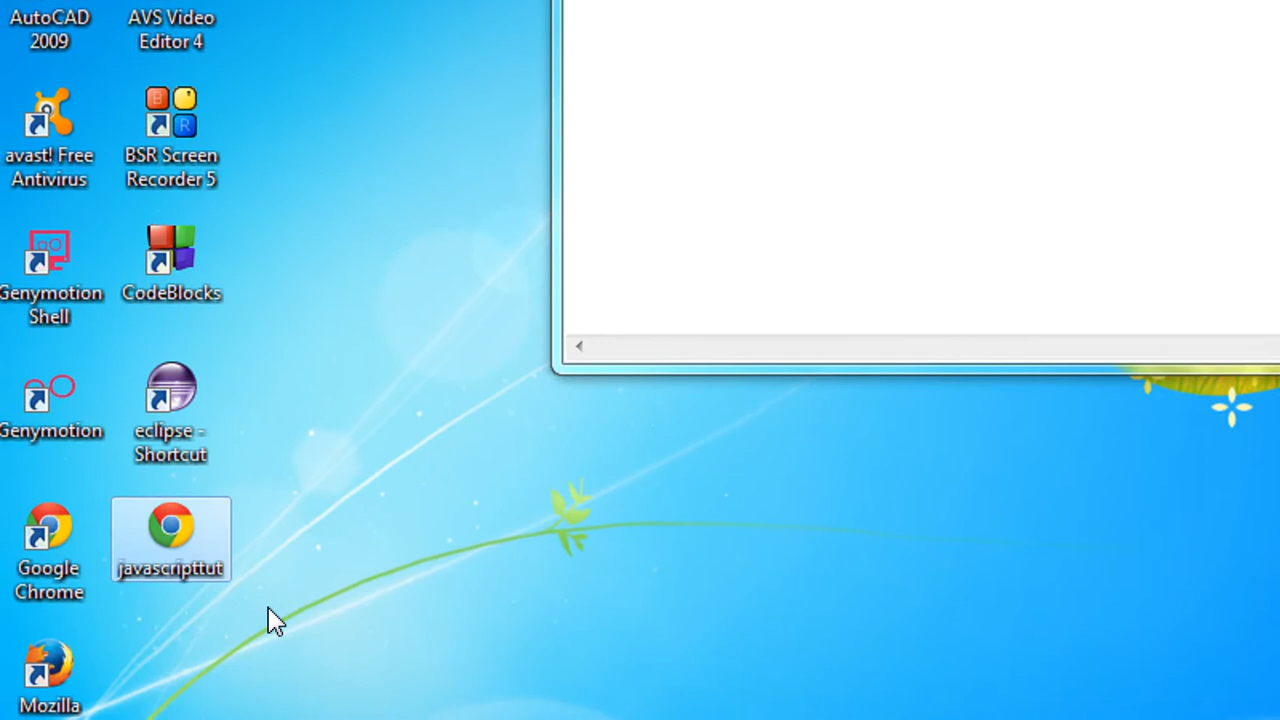 AutoCAD
2009
AVS Video
Editor 4
avast! Free
Antivirus
BSR Screen
Recorder 5
Genymotion
Shell
CodeBlocks
Genymotion
eclipse -
Shortcut
Google
Chrome
javascripttut
Mozilla